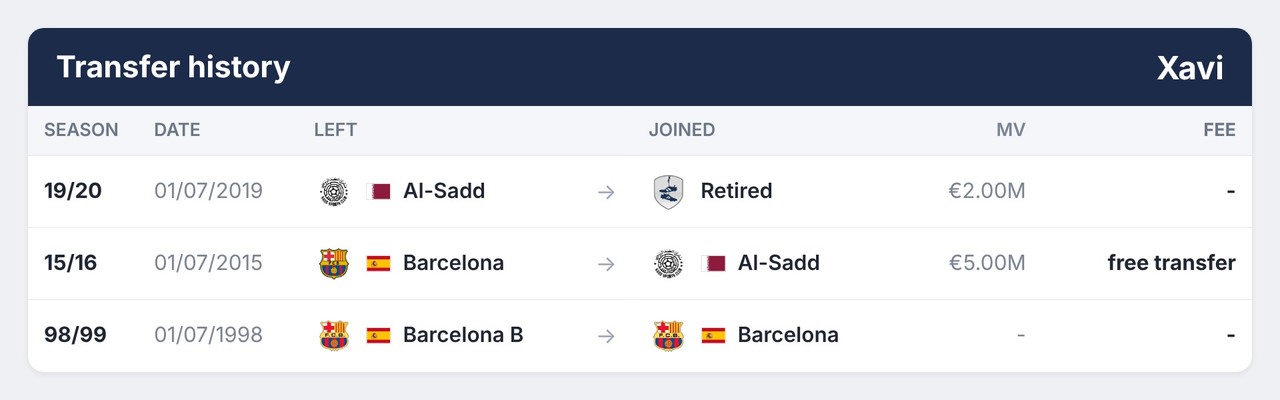 Transfer history Xavi
SEASON DATE LEFT JOINED MV FEE
19/20 01/07/2019 Al-Sadd → Retired €2.00M -
15/16 01/07/2015 Barcelona → Al-Sadd €5.00M free transfer
98/99 01/07/1998 Barcelona B → Barcelona - -